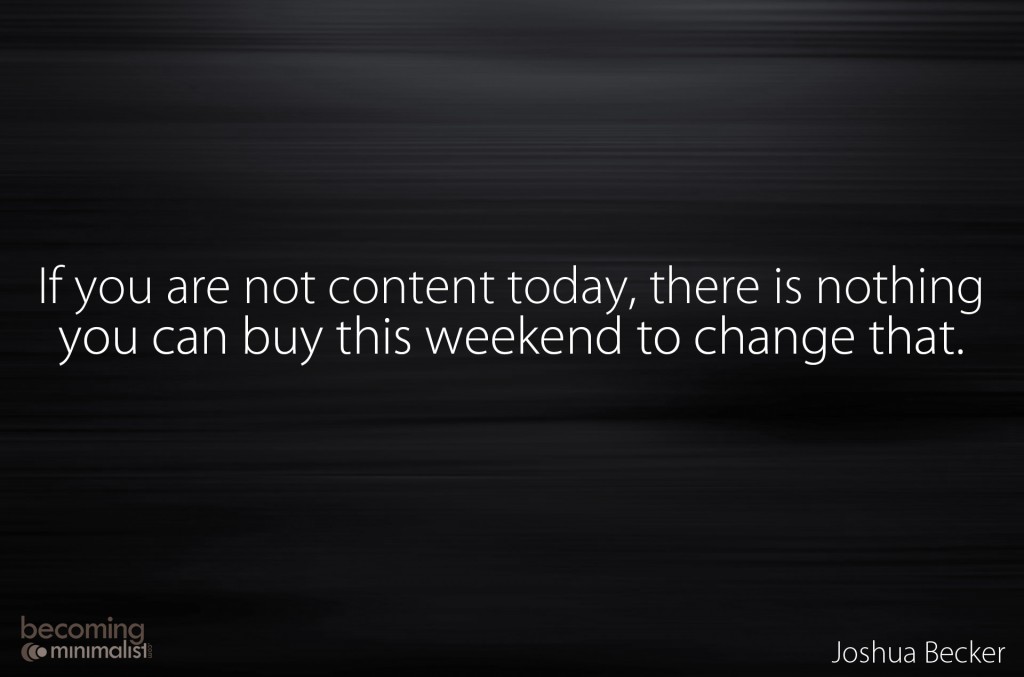 If you are not content today, there is nothing
you can buy this weekend to change that.
becoming
minimalist
Joshua Becker